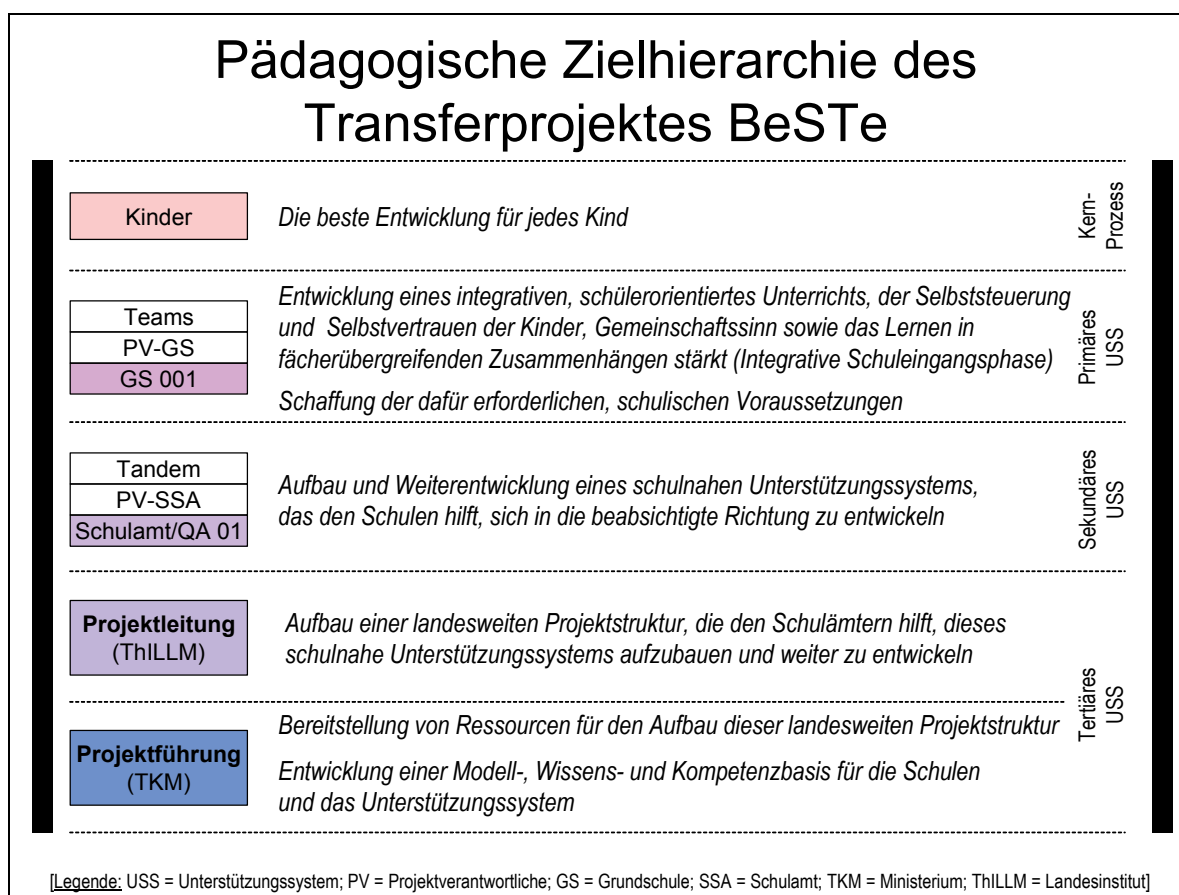 Pädagogische Zielhierarchie des
Transferprojektes BeSTe
Kinder
Die beste Entwicklung für jedes Kind
Kern-
Prozess
Teams
PV-GS
GS 001
Entwicklung eines integrativen, schülerorientiertes Unterrichts, der Selbststeuerung
und Selbstvertrauen der Kinder, Gemeinschaftssinn sowie das Lernen in
fächerübergreifenden Zusammenhängen stärkt (Integrative Schuleingangsphase)
Schaffung der dafür erforderlichen, schulischen Voraussetzungen
Primäres
USS
Tandem
PV-SSA
Schulamt/QA 01
Aufbau und Weiterentwicklung eines schulnahen Unterstützungssystems,
das den Schulen hilft, sich in die beabsichtigte Richtung zu entwickeln
Sekundäres
USS
Projektleitung
(ThILLM)
Aufbau einer landesweiten Projektstruktur, die den Schulämtern hilft, dieses
schulnahe Unterstützungssystems aufzubauen und weiter zu entwickeln
Tertiäres
USS
Projektführung
(TKM)
Bereitstellung von Ressourcen für den Aufbau dieser landesweiten Projektstruktur
Entwicklung einer Modell-, Wissens- und Kompetenzbasis für die Schulen
und das Unterstützungssystem
[Legende: USS = Unterstützungssystem; PV = Projektverantwortliche; GS = Grundschule; SSA = Schulamt; TKM = Ministerium; ThILLM = Landesinstitut]